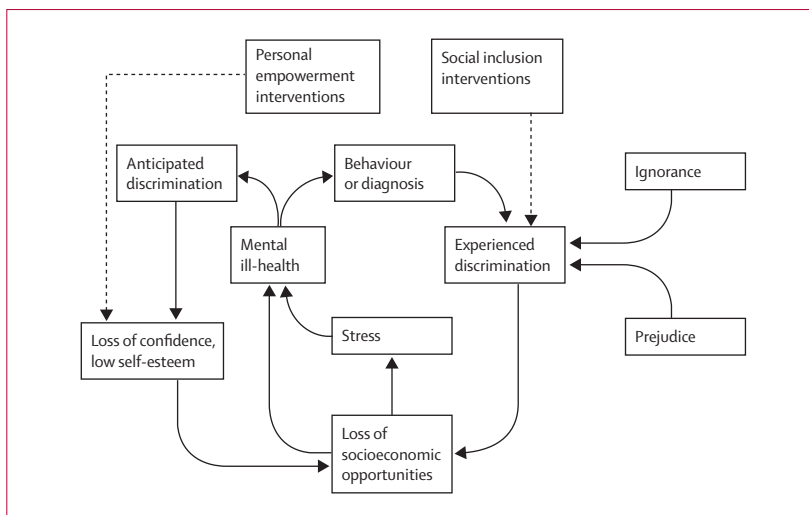 Personal
empowerment
interventions
Social inclusion
interventions
Anticipated
discrimination
Behaviour
or diagnosis
Ignorance
Mental
ill-health
Experienced
discrimination
Loss of confidence,
low self-esteem
Stress
Prejudice
Loss of
socioeconomic
opportunities